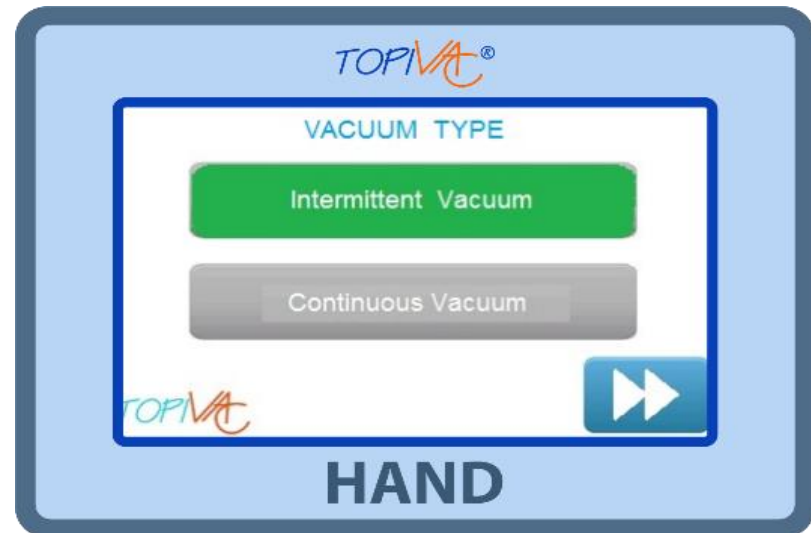 TOPIVAC®
VACUUM TYPE
Intermittent Vacuum
Continuous Vacuum
TOPIVAC
HAND